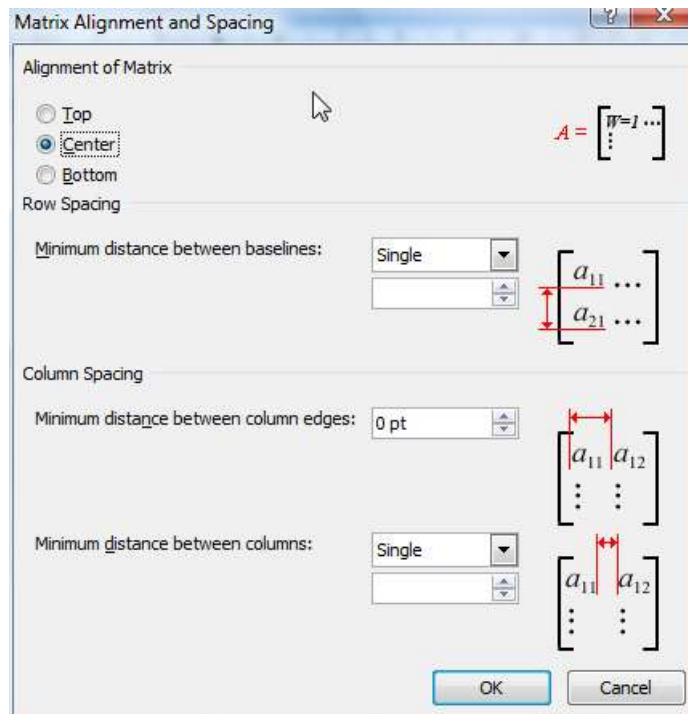 Matrix Alignment and Spacing ? X
Alignment of Matrix
Top
Center
Bottom
A = [W=1 ⋯
⋮ ]
Row Spacing
Minimum distance between baselines: Single
a11 ...
a21 ...
Column Spacing
Minimum distance between column edges: 0 pt
a11 a12
⋮ ⋮
Minimum distance between columns: Single
a11 a12
⋮ ⋮
OK Cancel